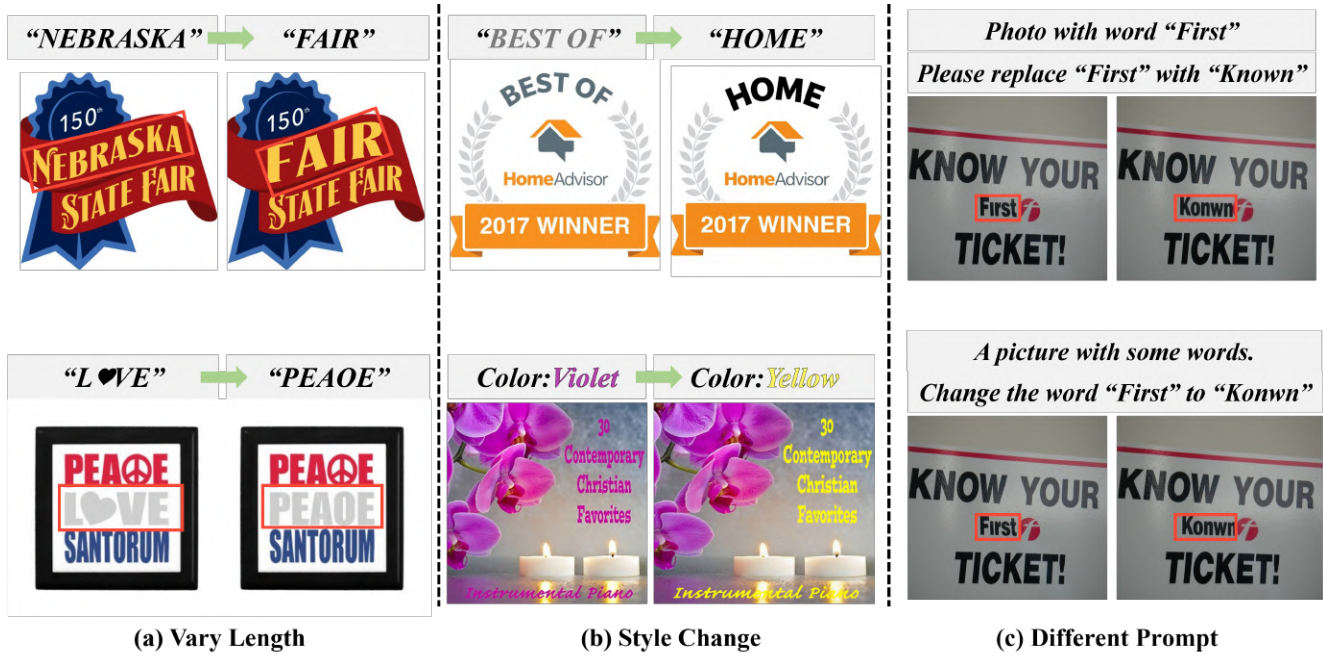 “NEBRASKA” “FAIR”
150th
NEBRASKA
STATE FAIR
150th
FAIR
STATE FAIR
“L♥VE” “PEAOE”
PEACE
LOVE
SANTORUM
PEACE
PEAOE
SANTORUM
(a) Vary Length
“BEST OF” “HOME”
BEST OF
HomeAdvisor
2017 WINNER
HOME
HomeAdvisor
2017 WINNER
Color:Violet Color:Yellow
30
Contemporary
Christian
Favorites
Instrumental Piano
30
Contemporary
Christian
Favorites
Instrumental Piano
(b) Style Change
Photo with word “First”
Please replace “First” with “Known”
KNOW YOUR
First
TICKET!
KNOW YOUR
Konwn
TICKET!
A picture with some words.
Change the word “First” to “Konwn”
KNOW YOUR
First
TICKET!
KNOW YOUR
Konwn
TICKET!
(c) Different Prompt